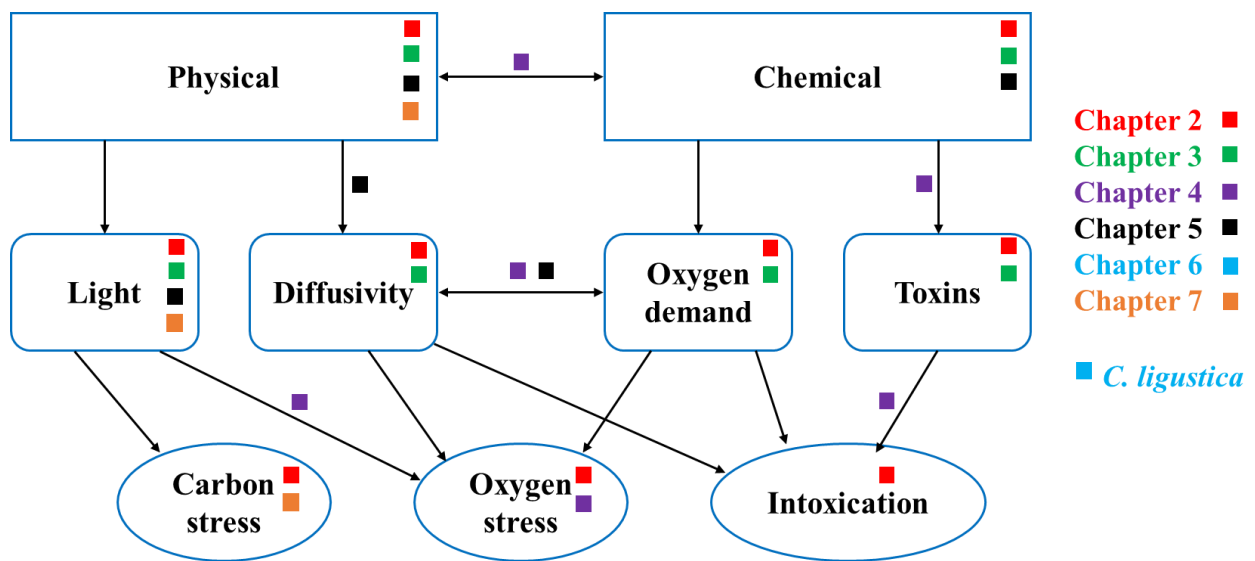 Physical
Chemical
Light
Diffusivity
Oxygen
demand
Toxins
Carbon
stress
Oxygen
stress
Intoxication
Chapter 2
Chapter 3
Chapter 4
Chapter 5
Chapter 6
Chapter 7
C. ligustica